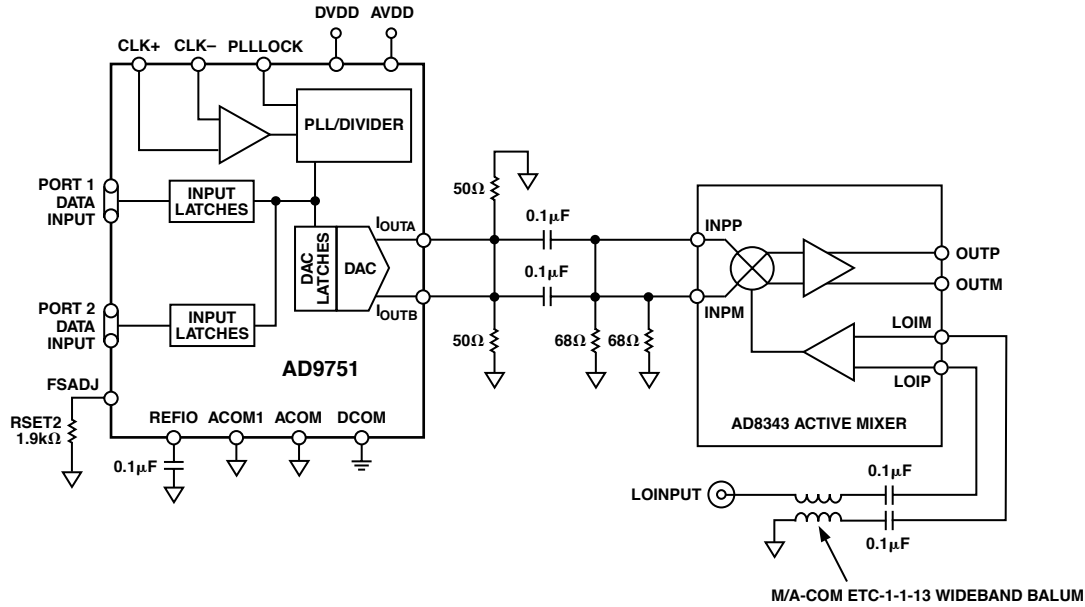 DVDD AVDD
CLK+ CLK– PLLLOCK
PLL/DIVIDER
PORT 1
DATA
INPUT
INPUT
LATCHES
DAC
LATCHES
DAC
IOUTA
IOUTB
PORT 2
DATA
INPUT
INPUT
LATCHES
AD9751
FSADJ
RSET2
1.9kΩ
REFIO ACOM1 ACOM DCOM
0.1µF
50Ω
0.1µF
0.1µF
50Ω
68Ω 68Ω
INPP
INPM
OUTP
OUTM
LOIM
LOIP
AD8343 ACTIVE MIXER
LOINPUT
0.1µF
0.1µF
M/A-COM ETC-1-1-13 WIDEBAND BALUM